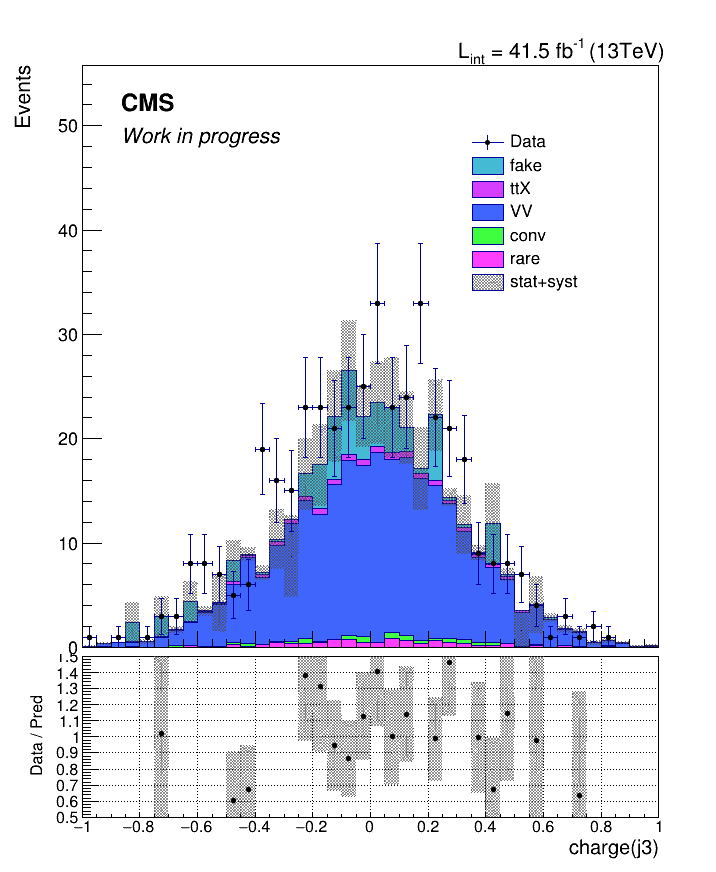 L_int = 41.5 fb^-1 (13TeV)
Events
CMS
Work in progress
Data
fake
ttX
VV
conv
rare
stat+syst
50
40
30
20
10
0
Data / Pred
1.5
1.4
1.3
1.2
1.1
1
0.9
0.8
0.7
0.6
0.5
−1 −0.8 −0.6 −0.4 −0.2 0 0.2 0.4 0.6 0.8 1
charge(j3)